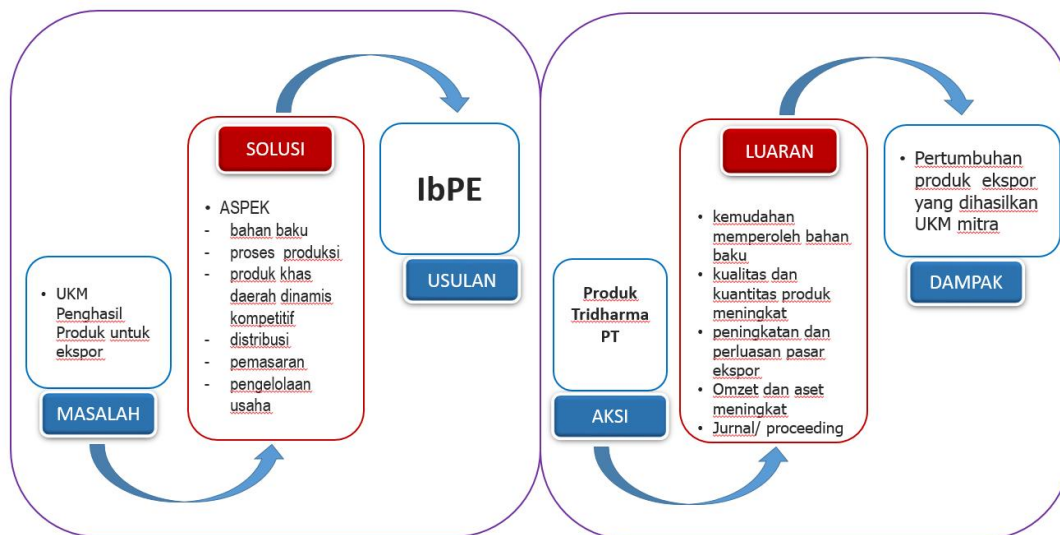 • UKM
Penghasil
Produk untuk
ekspor
MASALAH
SOLUSI
• ASPEK
- bahan baku
- proses produksi
- produk khas
daerah dinamis
kompetitif
- distribusi
- pemasaran
- pengelolaan
usaha
IbPE
USULAN
Produk
Tridharma
PT
AKSI
LUARAN
• kemudahan
memperoleh bahan
baku
• kualitas dan
kuantitas produk
meningkat
• peningkatan dan
perluasan pasar
ekspor
• Omzet dan aset
meningkat
• Jurnal/ proceeding
• Pertumbuhan
produk ekspor
yang dihasilkan
UKM mitra
DAMPAK